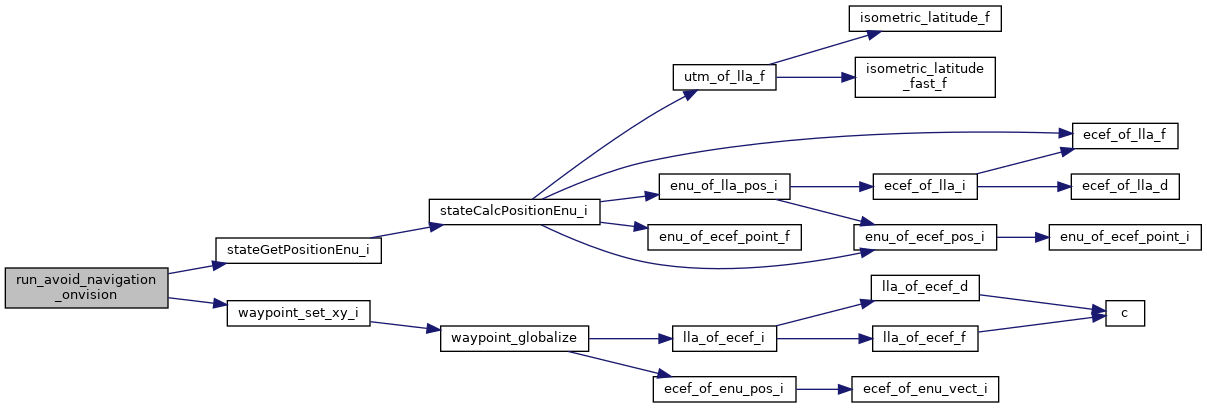 isometric_latitude_f
utm_of_lla_f
isometric_latitude
_fast_f
ecef_of_lla_f
enu_of_lla_pos_i
ecef_of_lla_i
ecef_of_lla_d
stateCalcPositionEnu_i
enu_of_ecef_point_f
enu_of_ecef_pos_i
enu_of_ecef_point_i
stateGetPositionEnu_i
run_avoid_navigation
_onvision
lla_of_ecef_d
waypoint_set_xy_i
c
waypoint_globalize
lla_of_ecef_i
lla_of_ecef_f
ecef_of_enu_pos_i
ecef_of_enu_vect_i